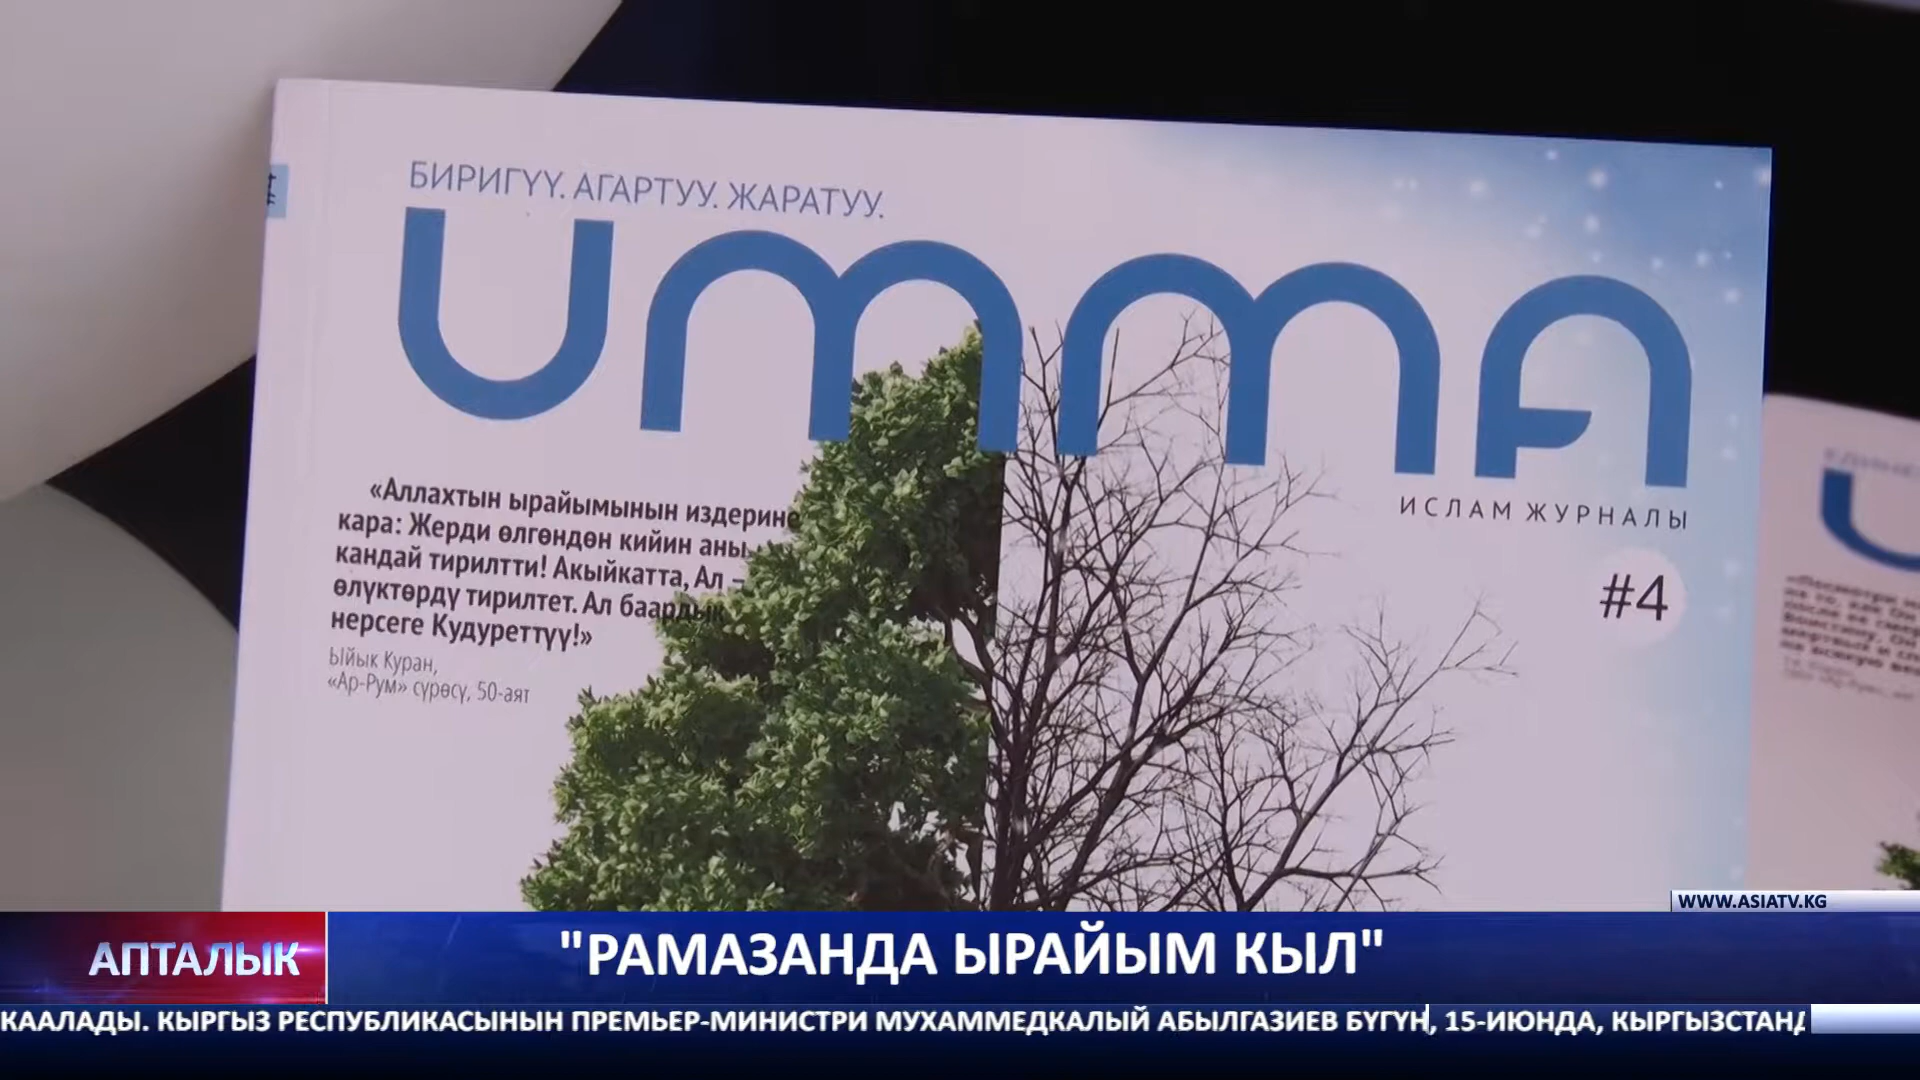 БИРИГҮҮ. АГАРТУУ. ЖАРАТУУ.
UMMA
ИСЛАМ ЖУРНАЛЫ
#4
«Аллахтын ырайымынын издерине
кара: Жерди өлгөндөн кийин аны
кандай тирилтти! Акыйкатта, Ал –
өлүктөрдү тирилтет. Ал баардык
нерсеге Кудуреттүү!»
Ыйык Куран,
«Ар-Рум» сүрөсү, 50-аят
WWW.ASIATV.KG
АПТАЛЫК
"РАМАЗАНДА ЫРАЙЫМ КЫЛ"
КААЛАДЫ. КЫРГЫЗ РЕСПУБЛИКАСЫНЫН ПРЕМЬЕР-МИНИСТРИ МУХАММЕДКАЛЫЙ АБЫЛГАЗИЕВ БҮГҮН, 15-ИЮНДА, КЫРГЫЗСТАНД